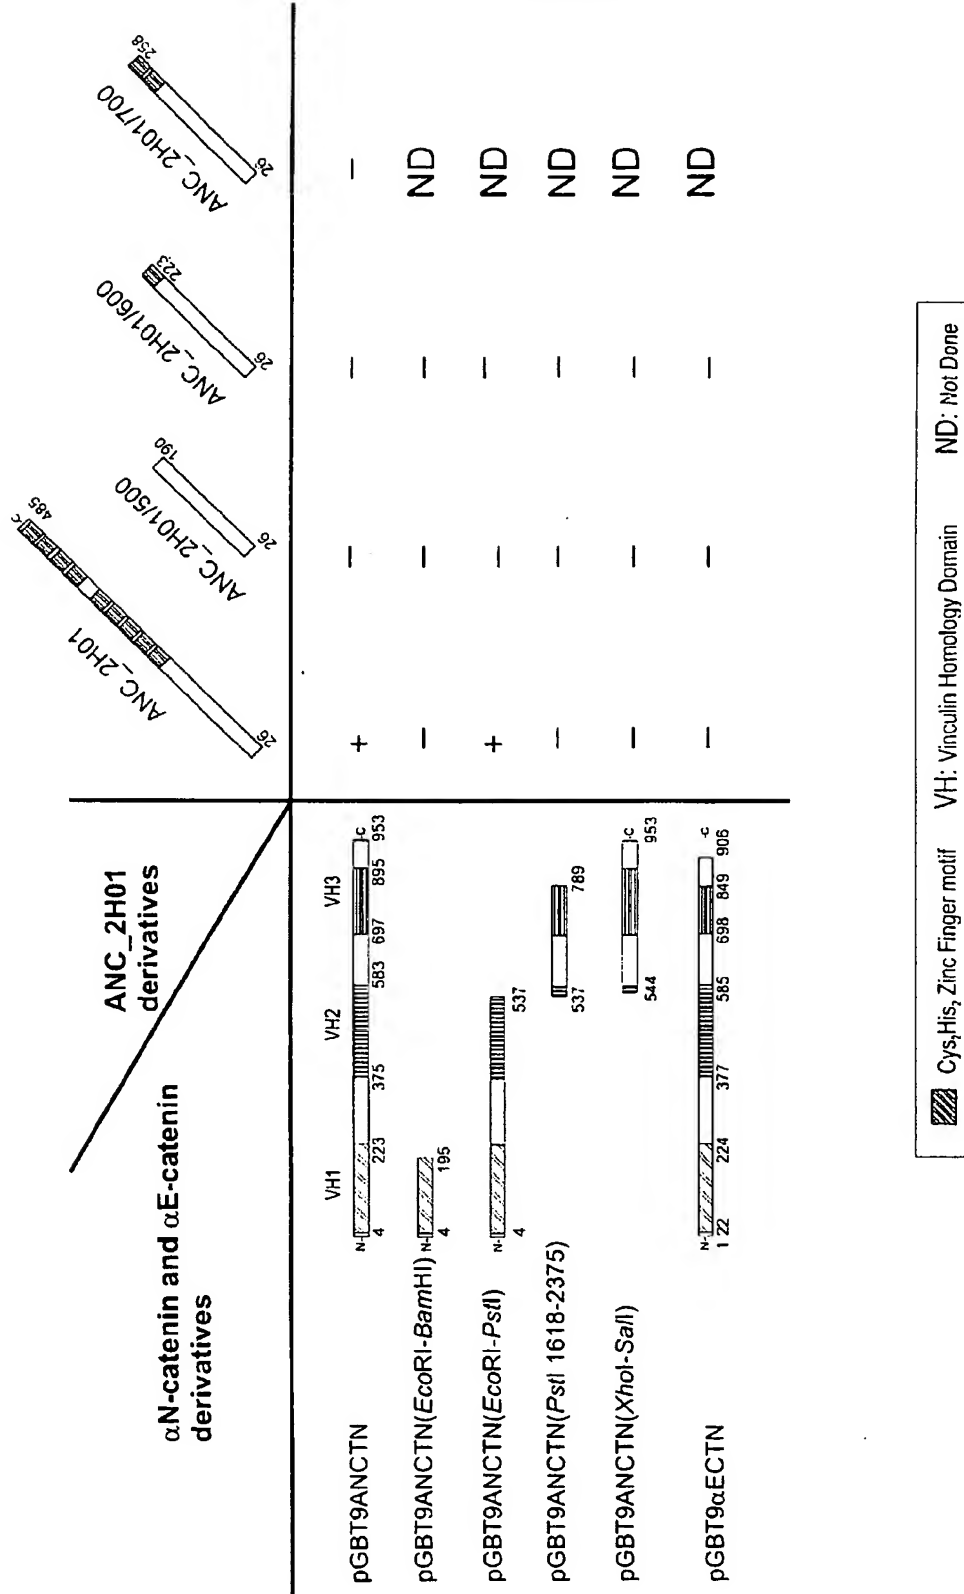 ANC_2H01
derivatives
αN-catenin and αE-catenin
derivatives
ANC_2H01
26
485
-C
ANC_2H01/500
26
190
ANC_2H01/600
26
223
ANC_2H01/700
26
258
VH1 VH2 VH3
pGBT9ANCTN
N- -C
4 223 375 583 697 895 953
+ – – –
pGBT9ANCTN(EcoRI-BamHI)
N-
4 195
– – – ND
pGBT9ANCTN(EcoRI-PstI)
N-
4 537
+ – – ND
pGBT9ANCTN(PstI 1618-2375)
537 789
– – – ND
pGBT9ANCTN(XhoI-SalI)
-C
544 953
– – – ND
pGBT9αECTN
N- -C
1 22 224 377 585 698 849 906
– – – ND
Cys₂His₂ Zinc Finger motif VH: Vinculin Homology Domain ND: Not Done